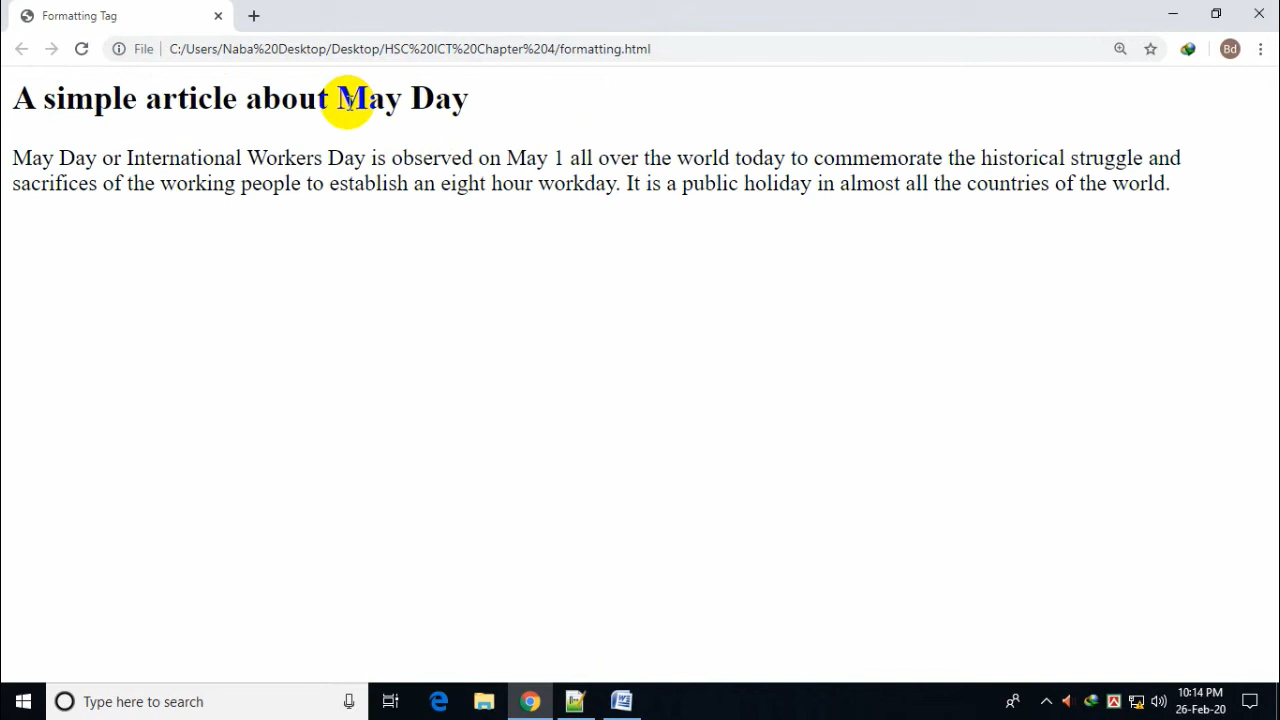 Formatting Tag
File C:/Users/Naba%20Desktop/Desktop/HSC%20ICT%20Chapter%204/formatting.html
Bd
A simple article about May Day
May Day or International Workers Day is observed on May 1 all over the world today to commemorate the historical struggle and
sacrifices of the working people to establish an eight hour workday. It is a public holiday in almost all the countries of the world.
Type here to search
10:14 PM
26-Feb-20